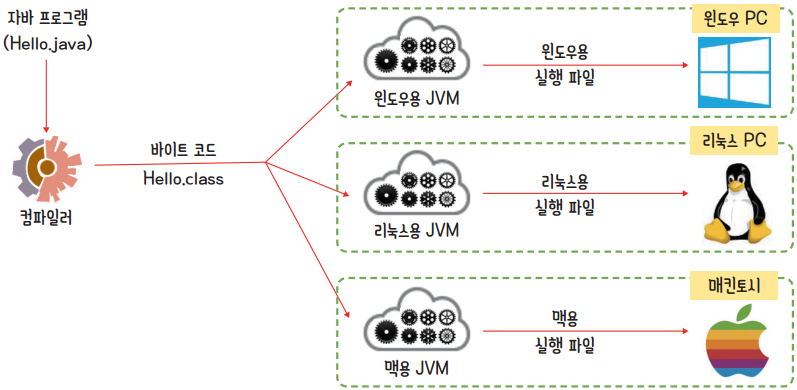 자바 프로그램
(Hello.java)
컴파일러
바이트 코드
Hello.class
윈도우 PC
윈도우용 JVM
윈도우용
실행 파일
리눅스 PC
리눅스용 JVM
리눅스용
실행 파일
매킨토시
맥용 JVM
맥용
실행 파일